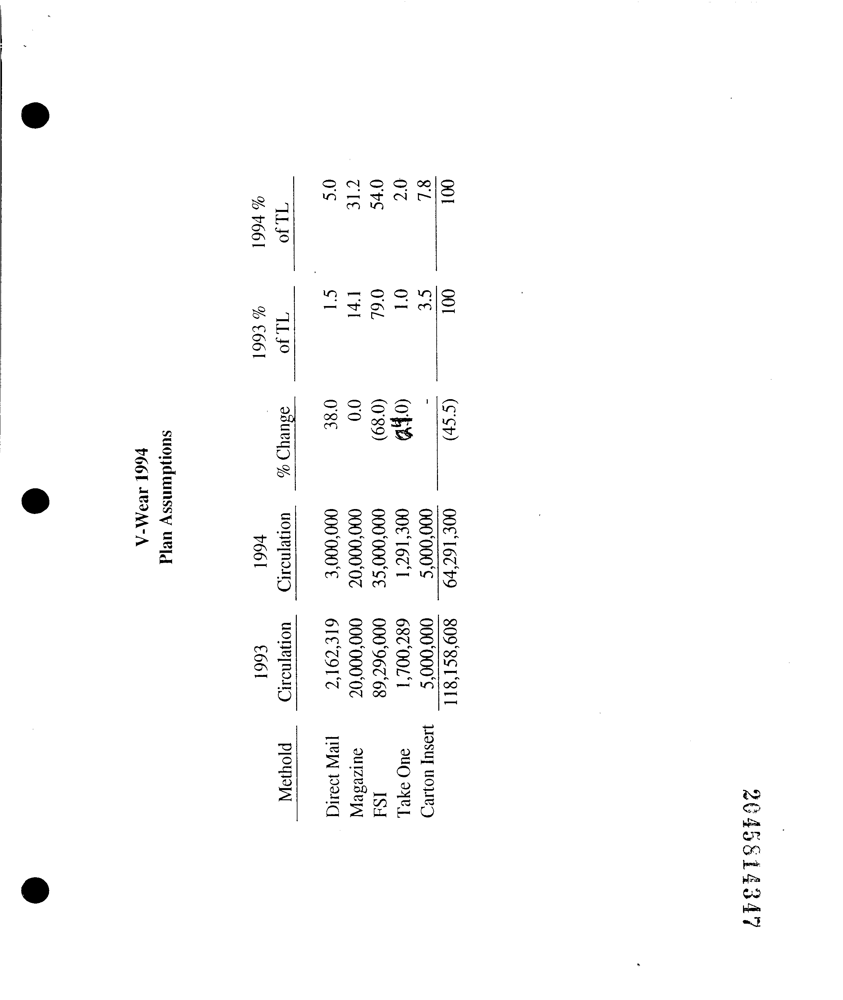 V-Wear 1994
Plan Assumptions
1993 1994 1993 % 1994 %
Methold Circulation Circulation % Change of TL of TL
Direct Mail 2,162,319 3,000,000 38.0 1.5 5.0
Magazine 20,000,000 20,000,000 0.0 14.1 31.2
FSI 89,296,000 35,000,000 (68.0) 79.0 54.0
Take One 1,700,289 1,291,300 (24.0) 1.0 2.0
Carton Insert 5,000,000 5,000,000 - 3.5 7.8
118,158,608 64,291,300 (45.5) 100 100
2045814347